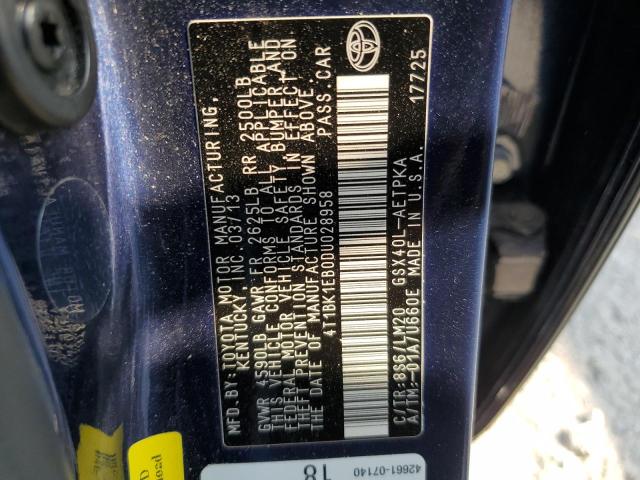 MFD.BY:TOYOTA MOTOR MANUFACTURING,
KENTUCKY, INC. 03/13
GVWR 4590LB GAWR FR 2625LB RR 2500LB
THIS VEHICLE CONFORMS TO ALL APPLICABLE
FEDERAL MOTOR VEHICLE SAFETY, BUMPER, AND
THEFT PREVENTION STANDARDS IN EFFECT ON
THE DATE OF MANUFACTURE SHOWN ABOVE.
4T1BK1EB0DU028958 PASS.CAR
C/TR:8S6/LM20 GSX40L-AETPKA
A/TM:-01A/U660E MADE IN U.S.A.
17725
42661-07140
18